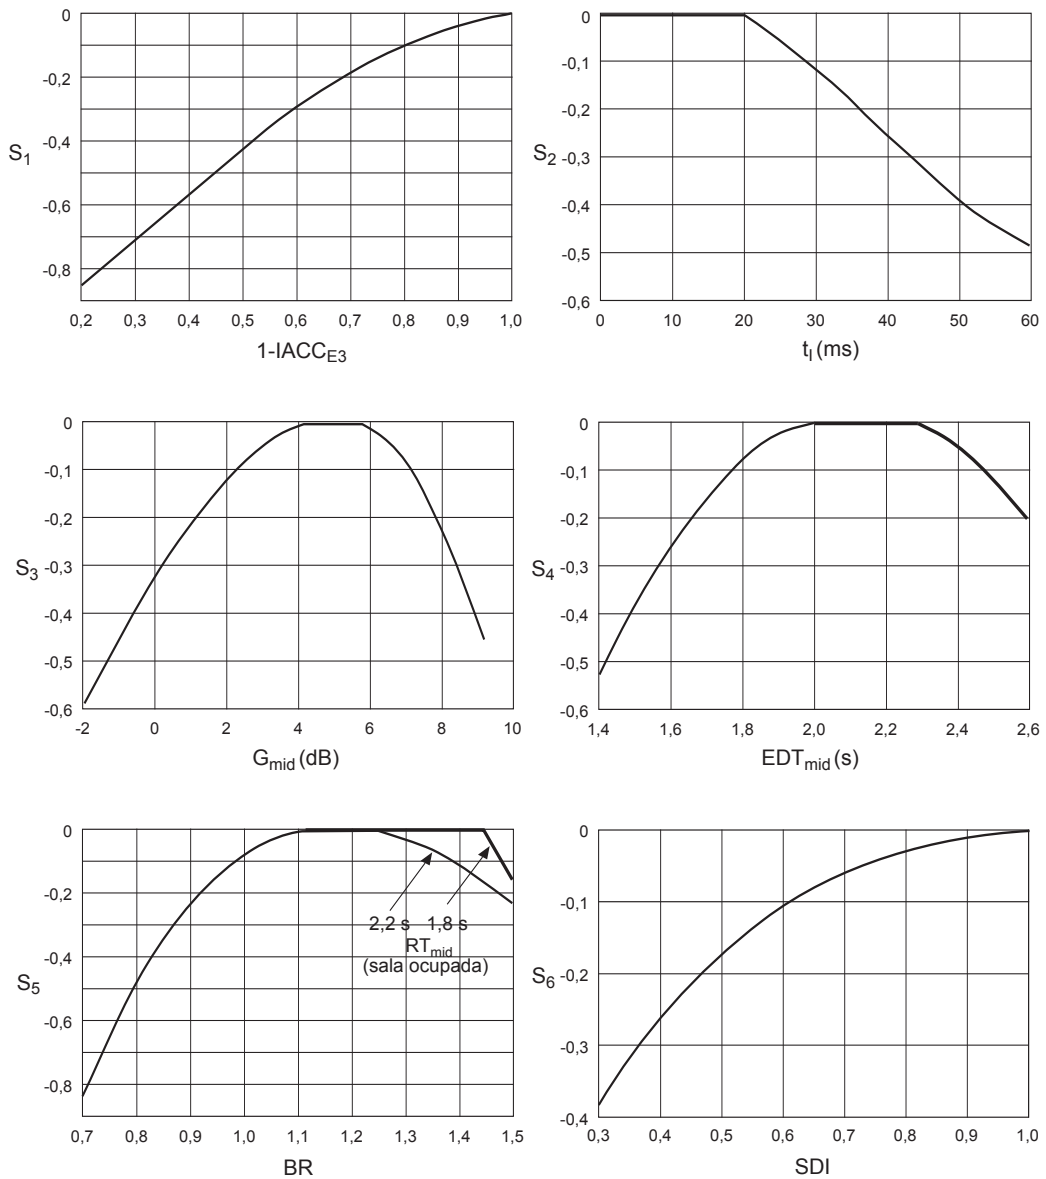 0
-0,2
-0,4
-0,6
-0,8
S1
0,2 0,3 0,4 0,5 0,6 0,7 0,8 0,9 1,0
1-IACCE3
0
-0,1
-0,2
-0,3
-0,4
-0,5
-0,6
S2
0 10 20 30 40 50 60
tI (ms)
0
-0,1
-0,2
-0,3
-0,4
-0,5
-0,6
S3
-2 0 2 4 6 8 10
Gmid (dB)
0
-0,1
-0,2
-0,3
-0,4
-0,5
-0,6
S4
1,4 1,6 1,8 2,0 2,2 2,4 2,6
EDTmid (s)
0
-0,2
-0,4
-0,6
-0,8
S5
2,2 s 1,8 s
RTmid
(sala ocupada)
0,7 0,8 0,9 1,0 1,1 1,2 1,3 1,4 1,5
BR
0
-0,1
-0,2
-0,3
-0,4
S6
0,3 0,4 0,5 0,6 0,7 0,8 0,9 1,0
SDI